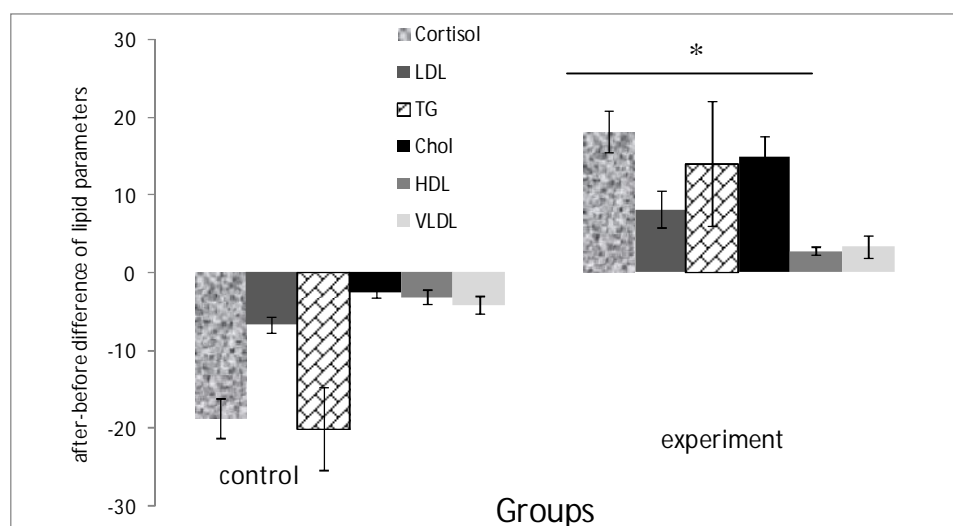 30
20
10
0
-10
-20
-30
after-before difference of lipid parameters
Cortisol
LDL
TG
Chol
HDL
VLDL
*
control
experiment
Groups